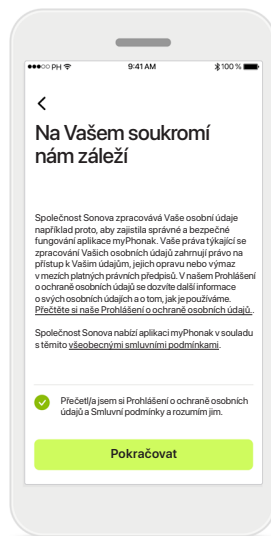 PH 9:41 AM 100 %
Na Vašem soukromí
nám záleží
Společnost Sonova zpracovává Vaše osobní údaje
například proto, aby zajistila správné a bezpečné
fungování aplikace myPhonak. Vaše práva týkající se
zpracování Vašich osobních údajů zahrnují právo na
přístup k Vašim údajům, jejich opravu nebo výmaz
v mezích platných právních předpisů. V našem Prohlášení
o ochraně osobních údajů se dozvíte další informace
o svých osobních údajích a o tom, jak je používáme.
Přečtěte si naše Prohlášení o ochraně osobních údajů.
Společnost Sonova nabízí aplikaci myPhonak v souladu
s těmito všeobecnými smluvními podmínkami.
Přečetl/a jsem si Prohlášení o ochraně osobních
údajů a Smluvní podmínky a rozumím jim.
Pokračovat